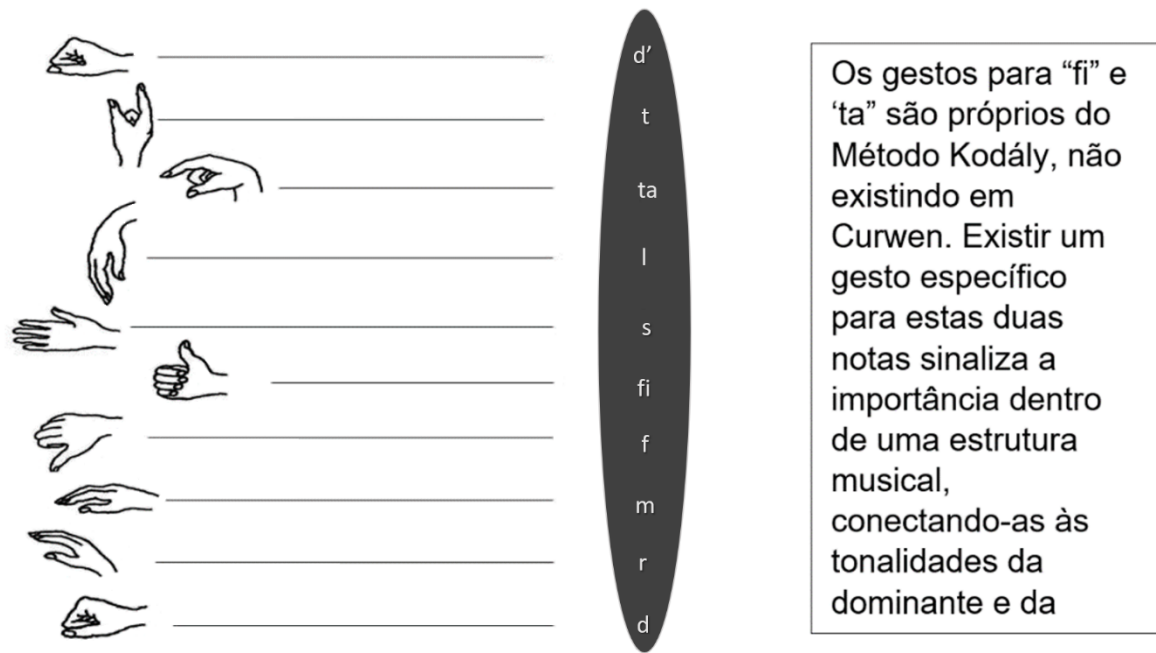 d’
t
ta
l
s
fi
f
m
r
d
Os gestos para “fi” e
‘ta” são próprios do
Método Kodály, não
existindo em
Curwen. Existir um
gesto específico
para estas duas
notas sinaliza a
importância dentro
de uma estrutura
musical,
conectando-as às
tonalidades da
dominante e da